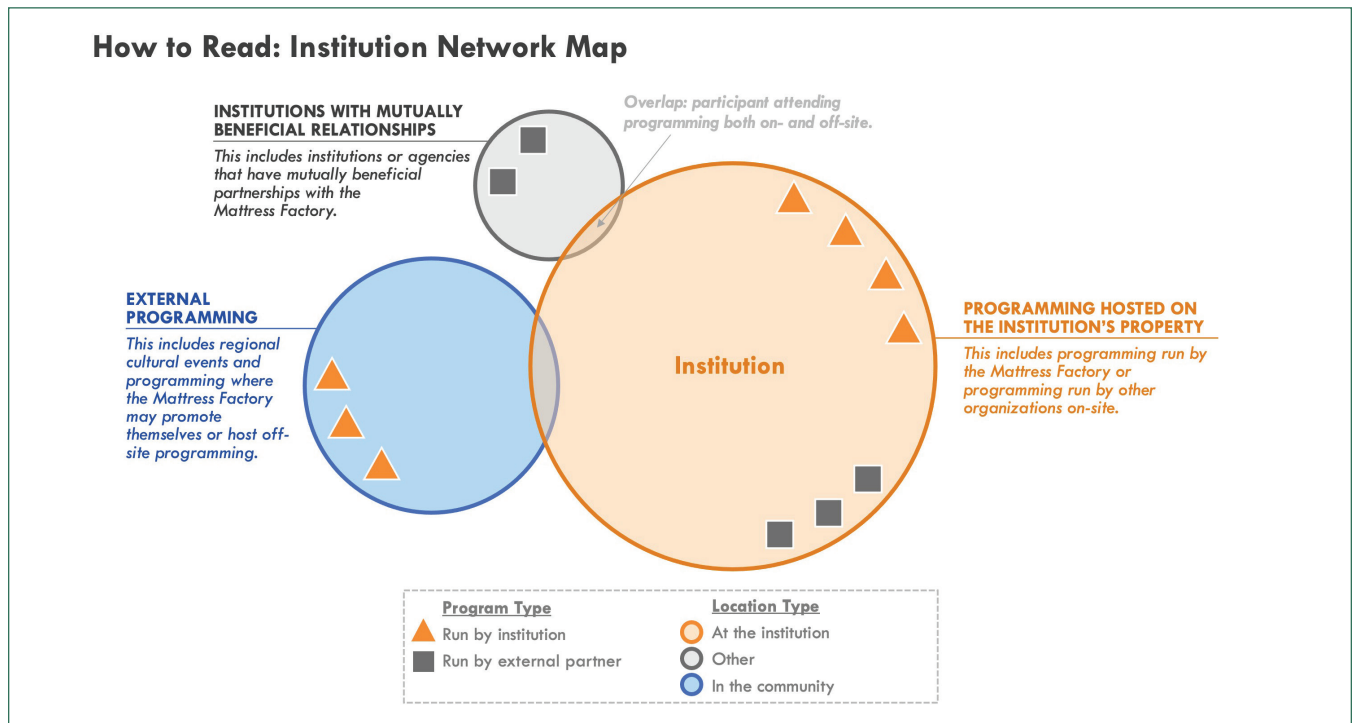 How to Read: Institution Network Map
INSTITUTIONS WITH MUTUALLY
BENEFICIAL RELATIONSHIPS
This includes institutions or agencies
that have mutually beneficial
partnerships with the
Mattress Factory.
Overlap: participant attending
programming both on- and off-site.
EXTERNAL
PROGRAMMING
This includes regional
cultural events and
programming where
the Mattress Factory
may promote
themselves or host off-
site programming.
Institution
PROGRAMMING HOSTED ON
THE INSTITUTION'S PROPERTY
This includes programming run by
the Mattress Factory or
programming run by other
organizations on-site.
Program Type
Run by institution
Run by external partner
Location Type
At the institution
Other
In the community